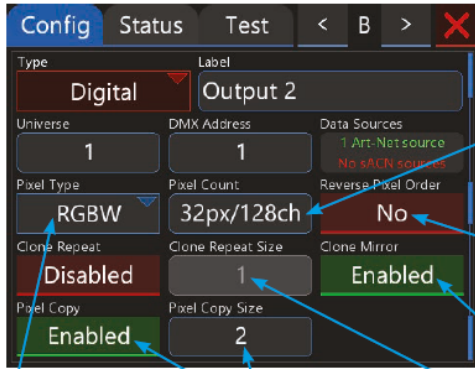 Config Status Test < B > X
Type Label
Digital Output 2
Universe DMX Address Data Sources
1 1 1 Art-Net source
No sACN sources
Pixel Type Pixel Count Reverse Pixel Order
RGBW 32px/128ch No
Clone Repeat Clone Repeat Size Clone Mirror
Disabled 1 Enabled
Pixel Copy Pixel Copy Size
Enabled 2